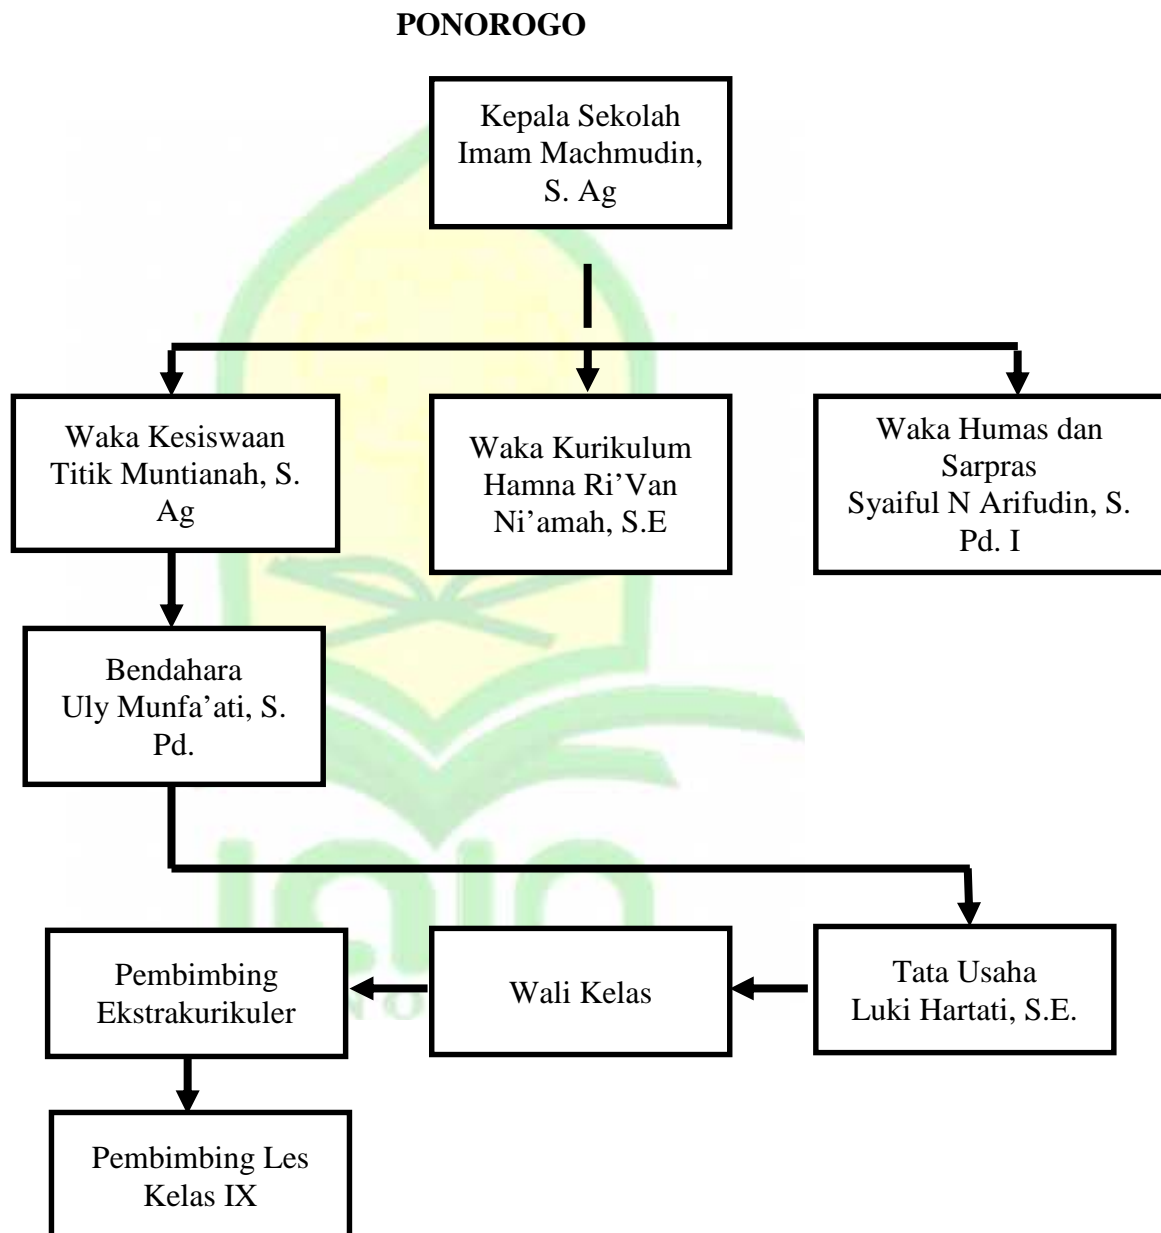 PONOROGO
Kepala Sekolah
Imam Machmudin,
S. Ag
Waka Kesiswaan
Titik Muntianah, S.
Ag
Waka Kurikulum
Hamna Ri’Van
Ni’amah, S.E
Waka Humas dan
Sarpras
Syaiful N Arifudin, S.
Pd. I
Bendahara
Uly Munfa’ati, S.
Pd.
Pembimbing
Ekstrakurikuler
Wali Kelas
Tata Usaha
Luki Hartati, S.E.
Pembimbing Les
Kelas IX